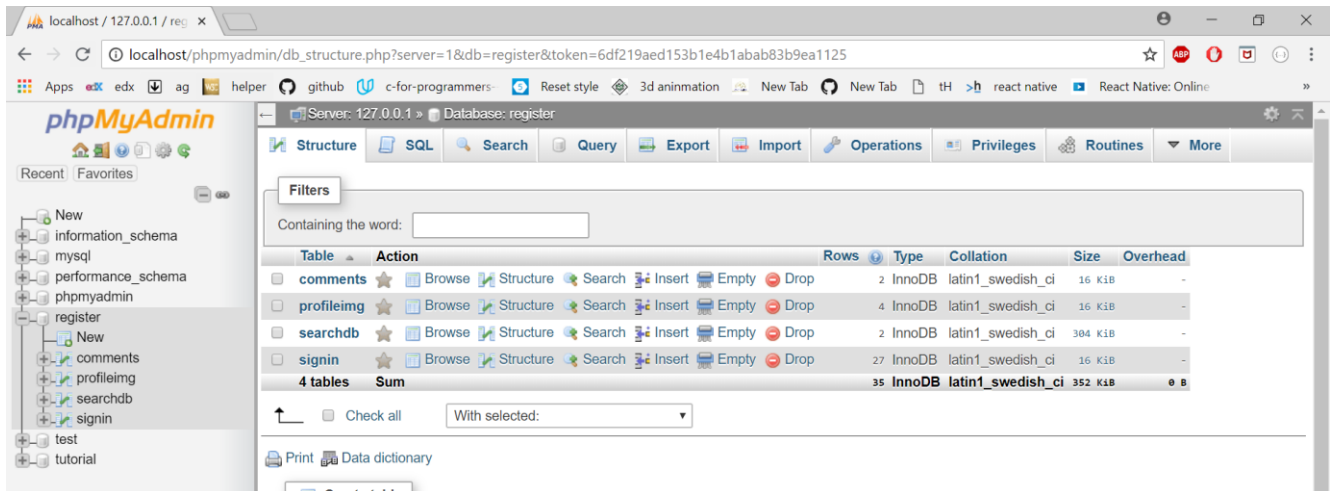 localhost / 127.0.0.1 / reg
localhost/phpmyadmin/db_structure.php?server=1&db=register&token=6df219aed153b1e4b1abab83b9ea1125
Apps edX edx ag helper github c-for-programmers- Reset style 3d aninmation New Tab New Tab tH >h react native React Native: Online »
phpMyAdmin
Recent Favorites
New
information_schema
mysql
performance_schema
phpmyadmin
register
New
comments
profileimg
searchdb
signin
test
tutorial
Server: 127.0.0.1 » Database: register
Structure SQL Search Query Export Import Operations Privileges Routines More
Filters
Containing the word:
Table Action Rows Type Collation Size Overhead
comments Browse Structure Search Insert Empty Drop 2 InnoDB latin1_swedish_ci 16 KiB -
profileimg Browse Structure Search Insert Empty Drop 4 InnoDB latin1_swedish_ci 16 KiB -
searchdb Browse Structure Search Insert Empty Drop 2 InnoDB latin1_swedish_ci 304 KiB -
signin Browse Structure Search Insert Empty Drop 27 InnoDB latin1_swedish_ci 16 KiB -
4 tables Sum 35 InnoDB latin1_swedish_ci 352 KiB 0 B
Check all With selected:
Print Data dictionary